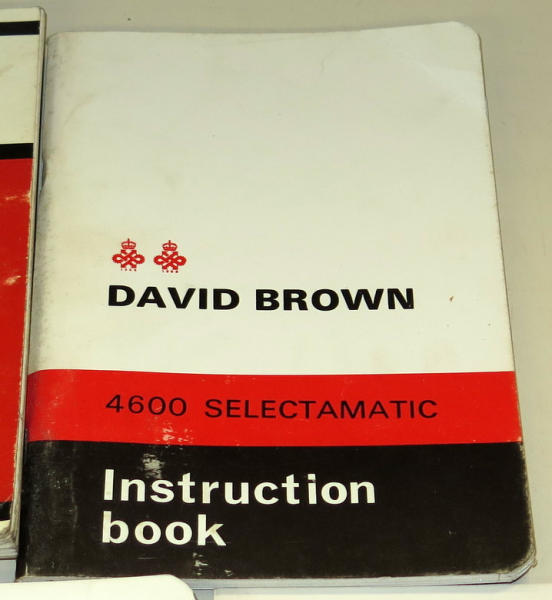 DAVID BROWN
4600 SELECTAMATIC
Instruction
book